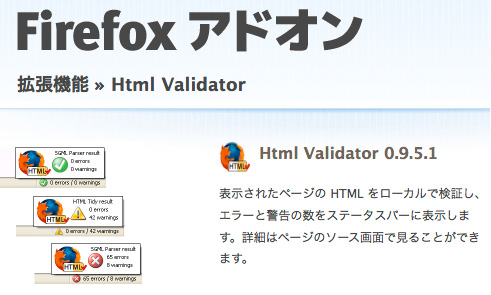 Firefox アドオン
拡張機能 » Html Validator
SGML Parser result
0 errors
0 warnings
0 errors / 0 warnings
HTML Tidy result
0 errors
42 warnings
0 errors / 42 warnings
SGML Parser result
65 errors
8 warnings
65 errors / 8 warnings
HTML
HTML
HTML
Html Validator 0.9.5.1
表示されたページの HTML をローカルで検証し、
エラーと警告の数をステータスバーに表示しま
す。詳細はページのソース画面で見ることができ
ます。